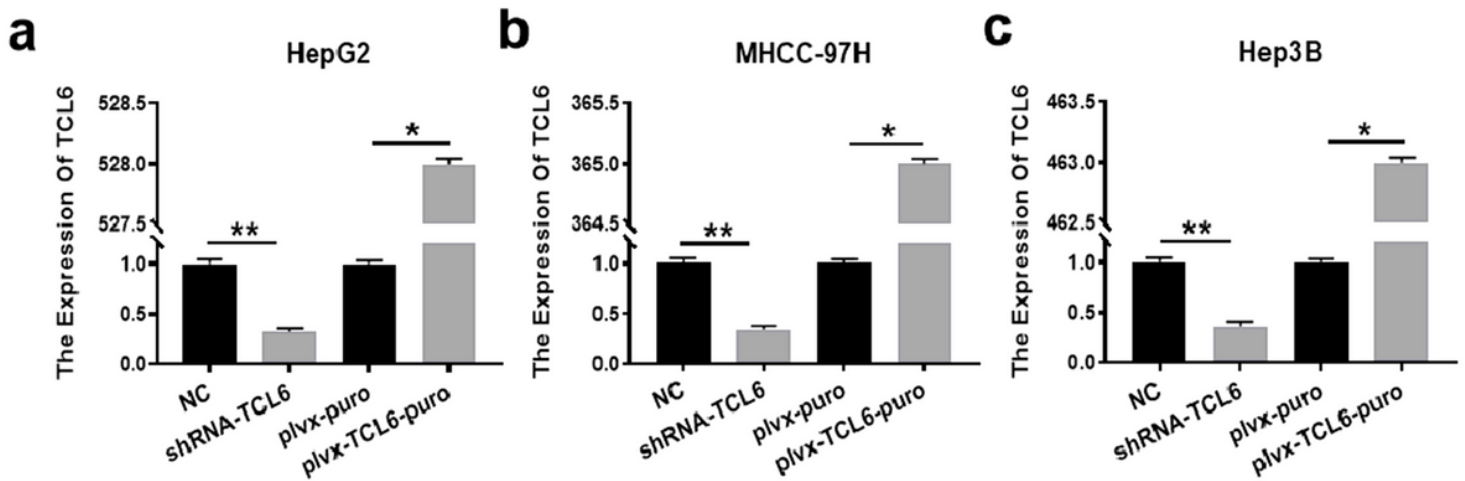 a
HepG2
The Expression Of TCL6
528.5
528.0
527.5
1.0
0.5
0.0
**
*
NC
shRNA-TCL6
plvx-puro
plvx-TCL6-puro
b
MHCC-97H
The Expression Of TCL6
365.5
365.0
364.5
1.0
0.5
0.0
**
*
NC
shRNA-TCL6
plvx-puro
plvx-TCL6-puro
c
Hep3B
The Expression Of TCL6
463.5
463.0
462.5
1.0
0.5
0.0
**
*
NC
shRNA-TCL6
plvx-puro
plvx-TCL6-puro